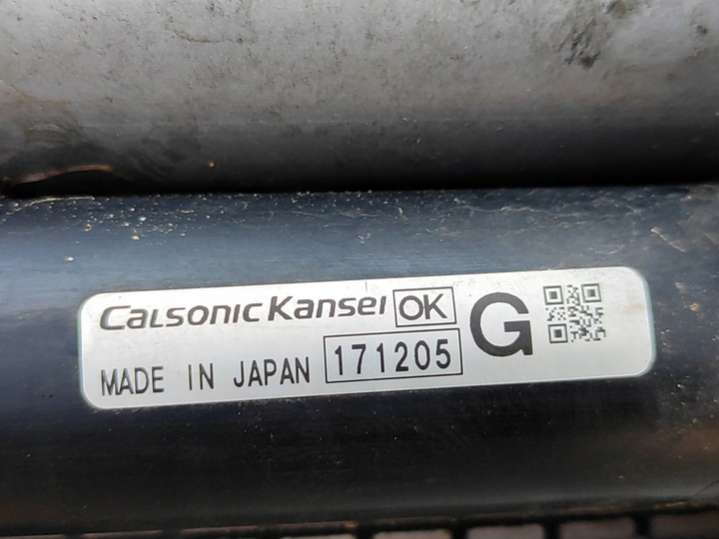 CalsonicKansei OK G
MADE IN JAPAN 171205